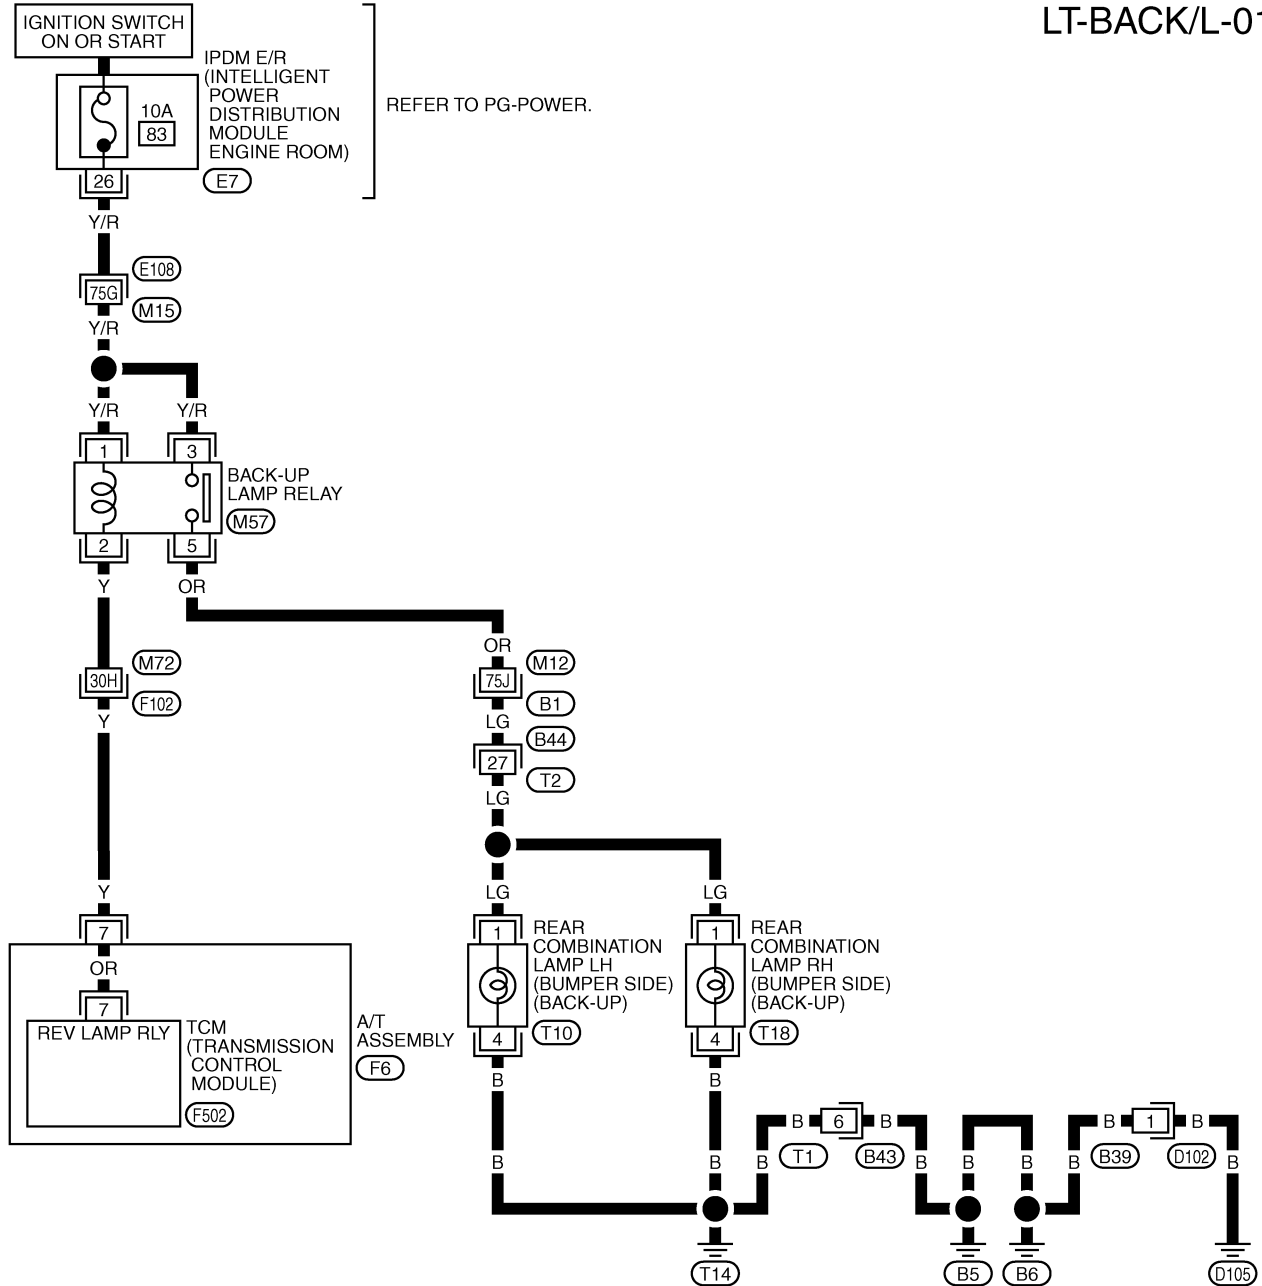 LT-BACK/L-01
IGNITION SWITCH
ON OR START
IPDM E/R
(INTELLIGENT
POWER
DISTRIBUTION
MODULE
ENGINE ROOM)
10A
83
REFER TO PG-POWER.
26
E7
Y/R
E108
75G
M15
Y/R
Y/R
Y/R
1
3
BACK-UP
LAMP RELAY
M57
2
5
Y
OR
OR
M72
M12
30H
75J
F102
B1
Y
LG
B44
27
T2
LG
Y
LG
LG
7
1
1
REAR
COMBINATION
LAMP LH
(BUMPER SIDE)
(BACK-UP)
REAR
COMBINATION
LAMP RH
(BUMPER SIDE)
(BACK-UP)
OR
7
REV LAMP RLY
TCM
(TRANSMISSION
CONTROL
MODULE)
A/T
ASSEMBLY
F6
F502
4
T10
4
T18
B
B
B
6
B
B
1
B
T1
B43
B39
D102
B
B
B
B
B
B
B
B
T14
B5
B6
D105